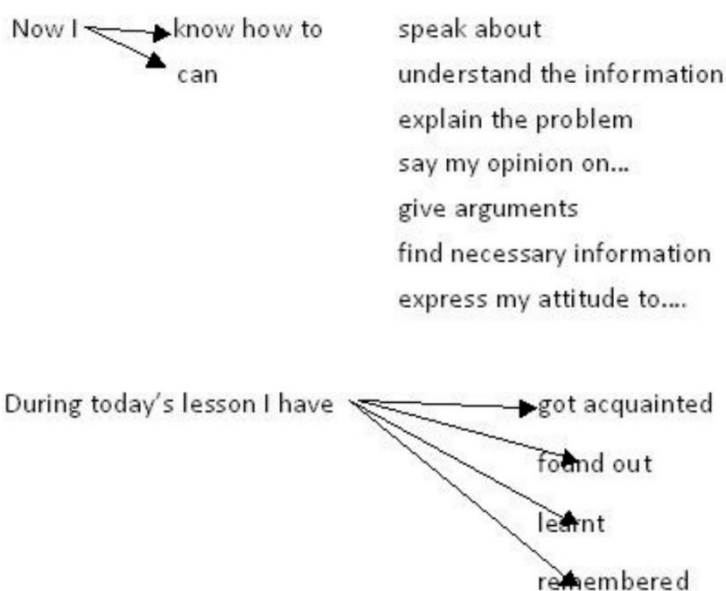 Now I know how to speak about
can understand the information
explain the problem
say my opinion on...
give arguments
find necessary information
express my attitude to....
During today's lesson I have got acquainted
found out
learnt
remembered